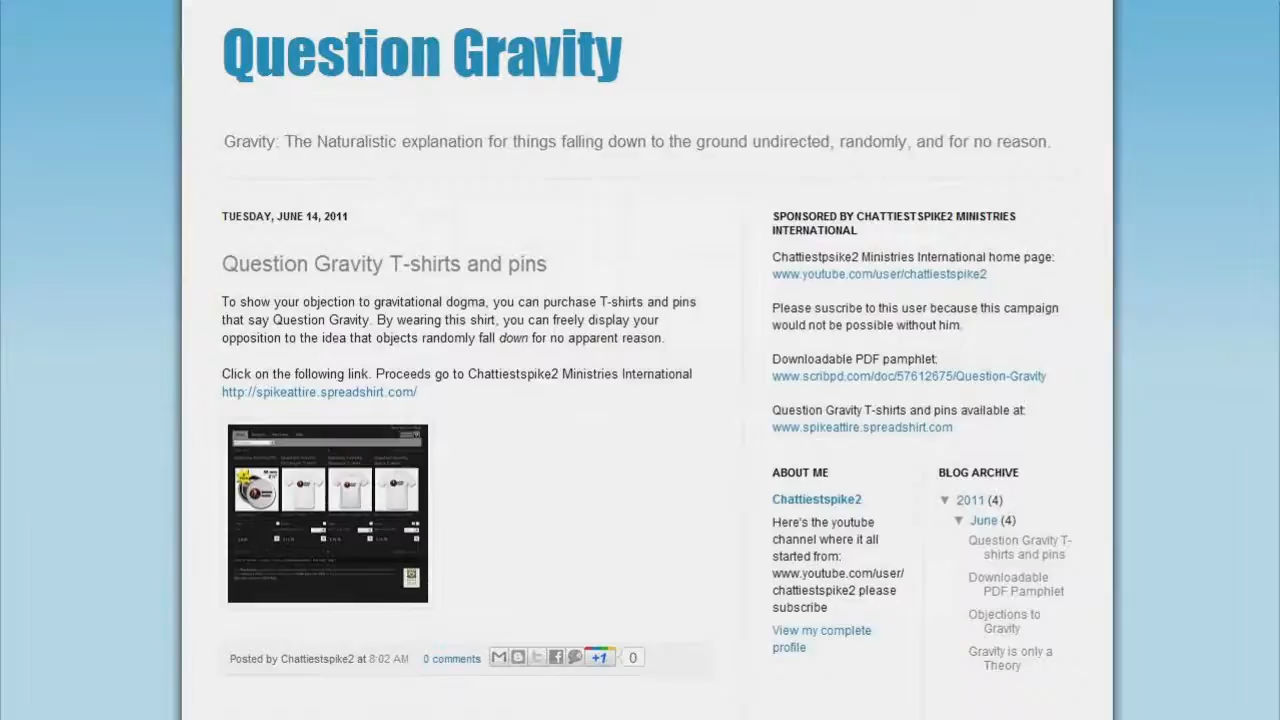 Question Gravity
Gravity: The Naturalistic explanation for things falling down to the ground undirected, randomly, and for no reason.
TUESDAY, JUNE 14, 2011
Question Gravity T-shirts and pins
To show your objection to gravitational dogma, you can purchase T-shirts and pins
that say Question Gravity. By wearing this shirt, you can freely display your
opposition to the idea that objects randomly fall down for no apparent reason.
Click on the following link. Proceeds go to Chattiestspike2 Ministries International
http://spikeattire.spreadshirt.com/
Posted by Chattiestspike2 at 8:02 AM 0 comments +1 0
SPONSORED BY CHATTIESTSPIKE2 MINISTRIES
INTERNATIONAL
Chattiestpsike2 Ministries International home page:
www.youtube.com/user/chattiestspike2
Please suscribe to this user because this campaign
would not be possible without him.
Downloadable PDF pamphlet:
www.scribpd.com/doc/57612675/Question-Gravity
Question Gravity T-shirts and pins available at:
www.spikeattire.spreadshirt.com
ABOUT ME
Chattiestspike2
Here's the youtube
channel where it all
started from:
www.youtube.com/user/
chattiestspike2 please
subscribe
View my complete
profile
BLOG ARCHIVE
▼ 2011 (4)
▼ June (4)
Question Gravity T-
shirts and pins
Downloadable
PDF Pamphlet
Objections to
Gravity
Gravity is only a
Theory